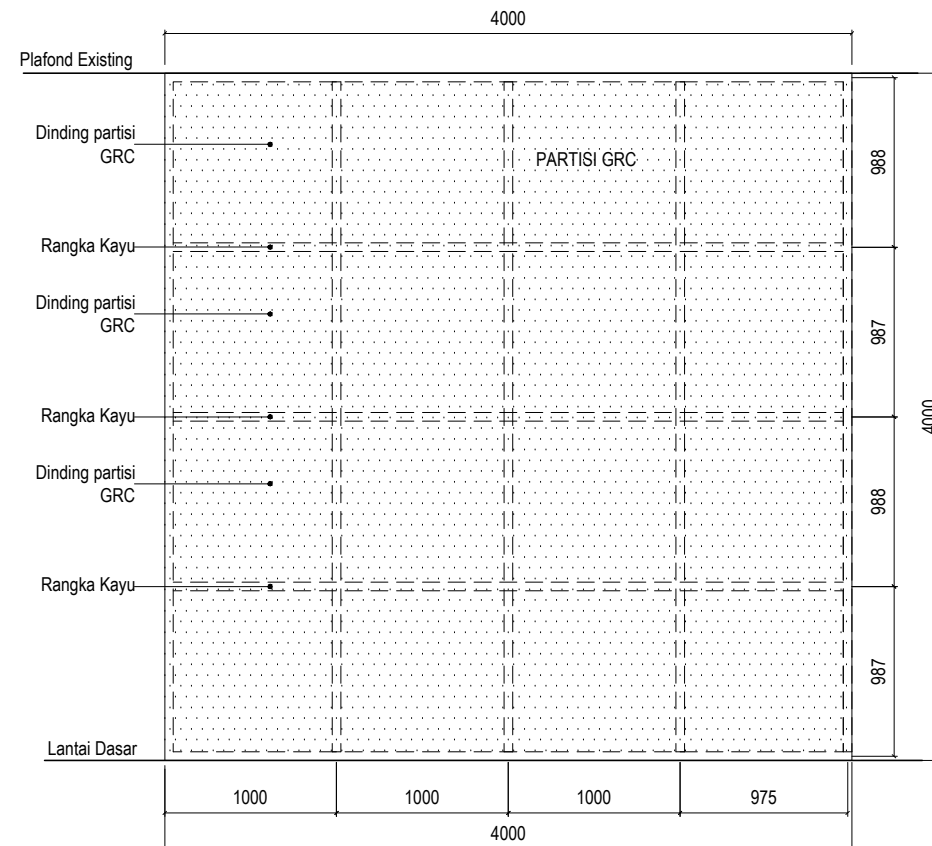 4000
Plafond Existing
Dinding partisi
GRC
PARTISI GRC
988
Rangka Kayu
Dinding partisi
GRC
987
Rangka Kayu
4000
Dinding partisi
GRC
988
Rangka Kayu
987
Lantai Dasar
1000
1000
1000
975
4000